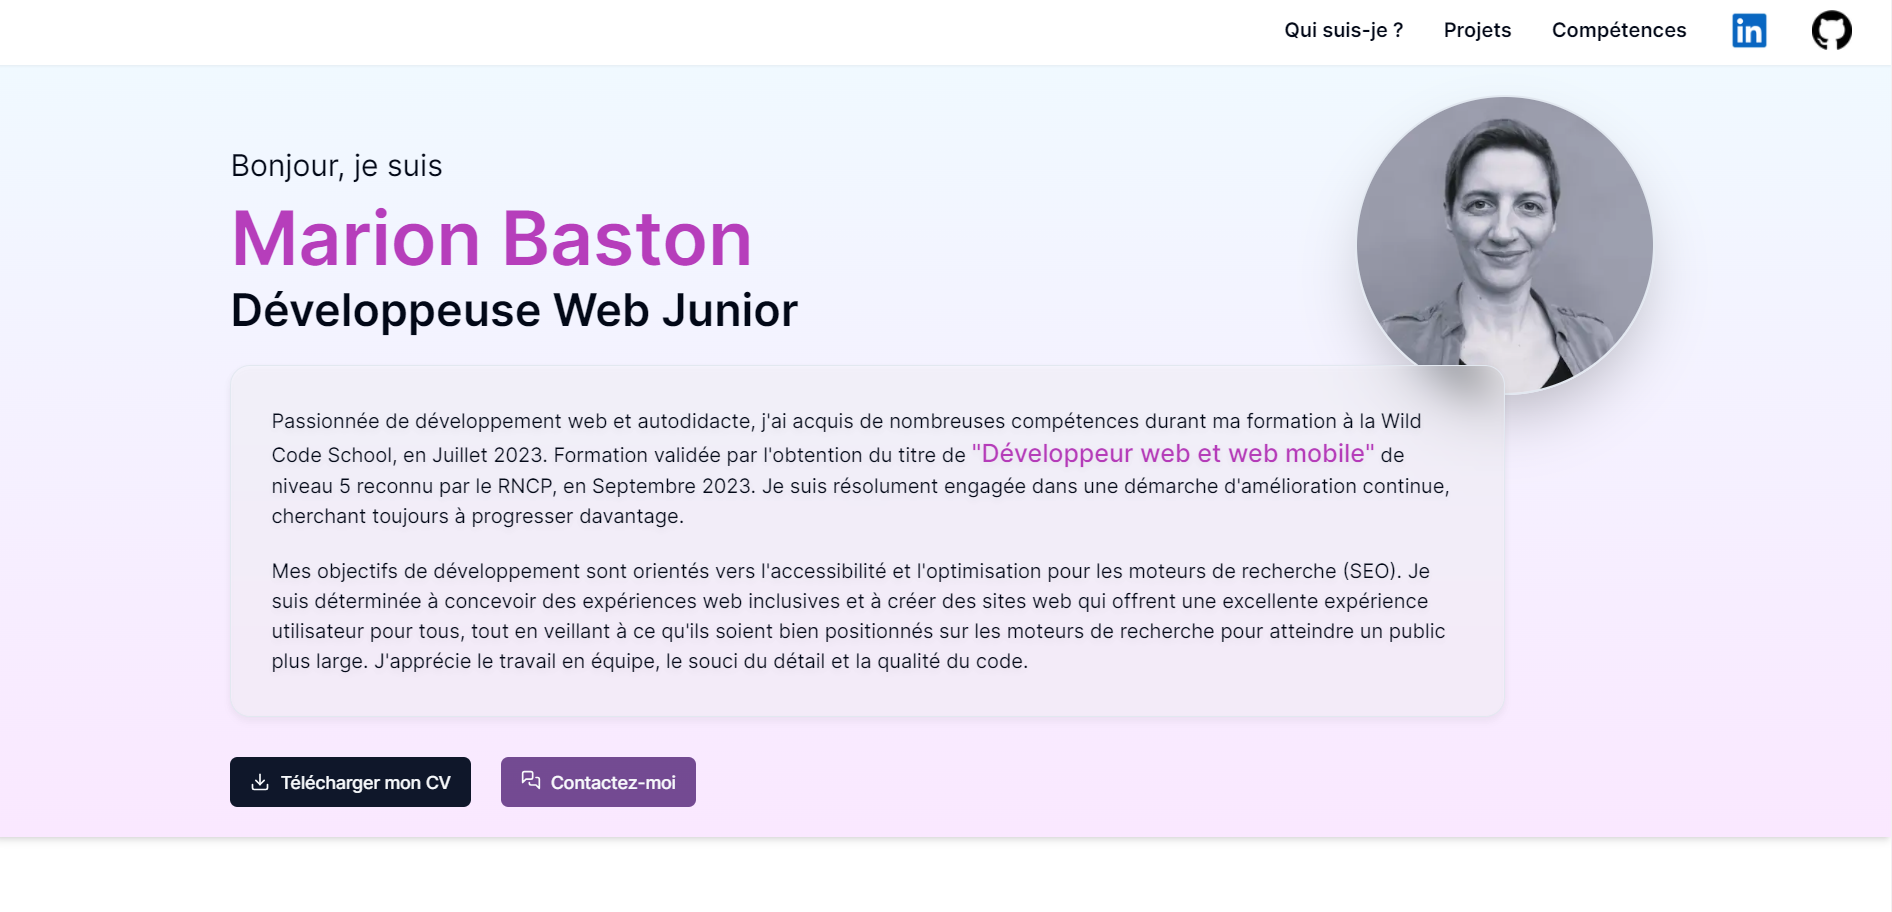 Qui suis-je ? Projets Compétences in
Bonjour, je suis
Marion Baston
Développeuse Web Junior
Passionnée de développement web et autodidacte, j'ai acquis de nombreuses compétences durant ma formation à la Wild
Code School, en Juillet 2023. Formation validée par l'obtention du titre de "Développeur web et web mobile" de
niveau 5 reconnu par le RNCP, en Septembre 2023. Je suis résolument engagée dans une démarche d'amélioration continue,
cherchant toujours à progresser davantage.
Mes objectifs de développement sont orientés vers l'accessibilité et l'optimisation pour les moteurs de recherche (SEO). Je
suis déterminée à concevoir des expériences web inclusives et à créer des sites web qui offrent une excellente expérience
utilisateur pour tous, tout en veillant à ce qu'ils soient bien positionnés sur les moteurs de recherche pour atteindre un public
plus large. J'apprécie le travail en équipe, le souci du détail et la qualité du code.
Télécharger mon CV Contactez-moi